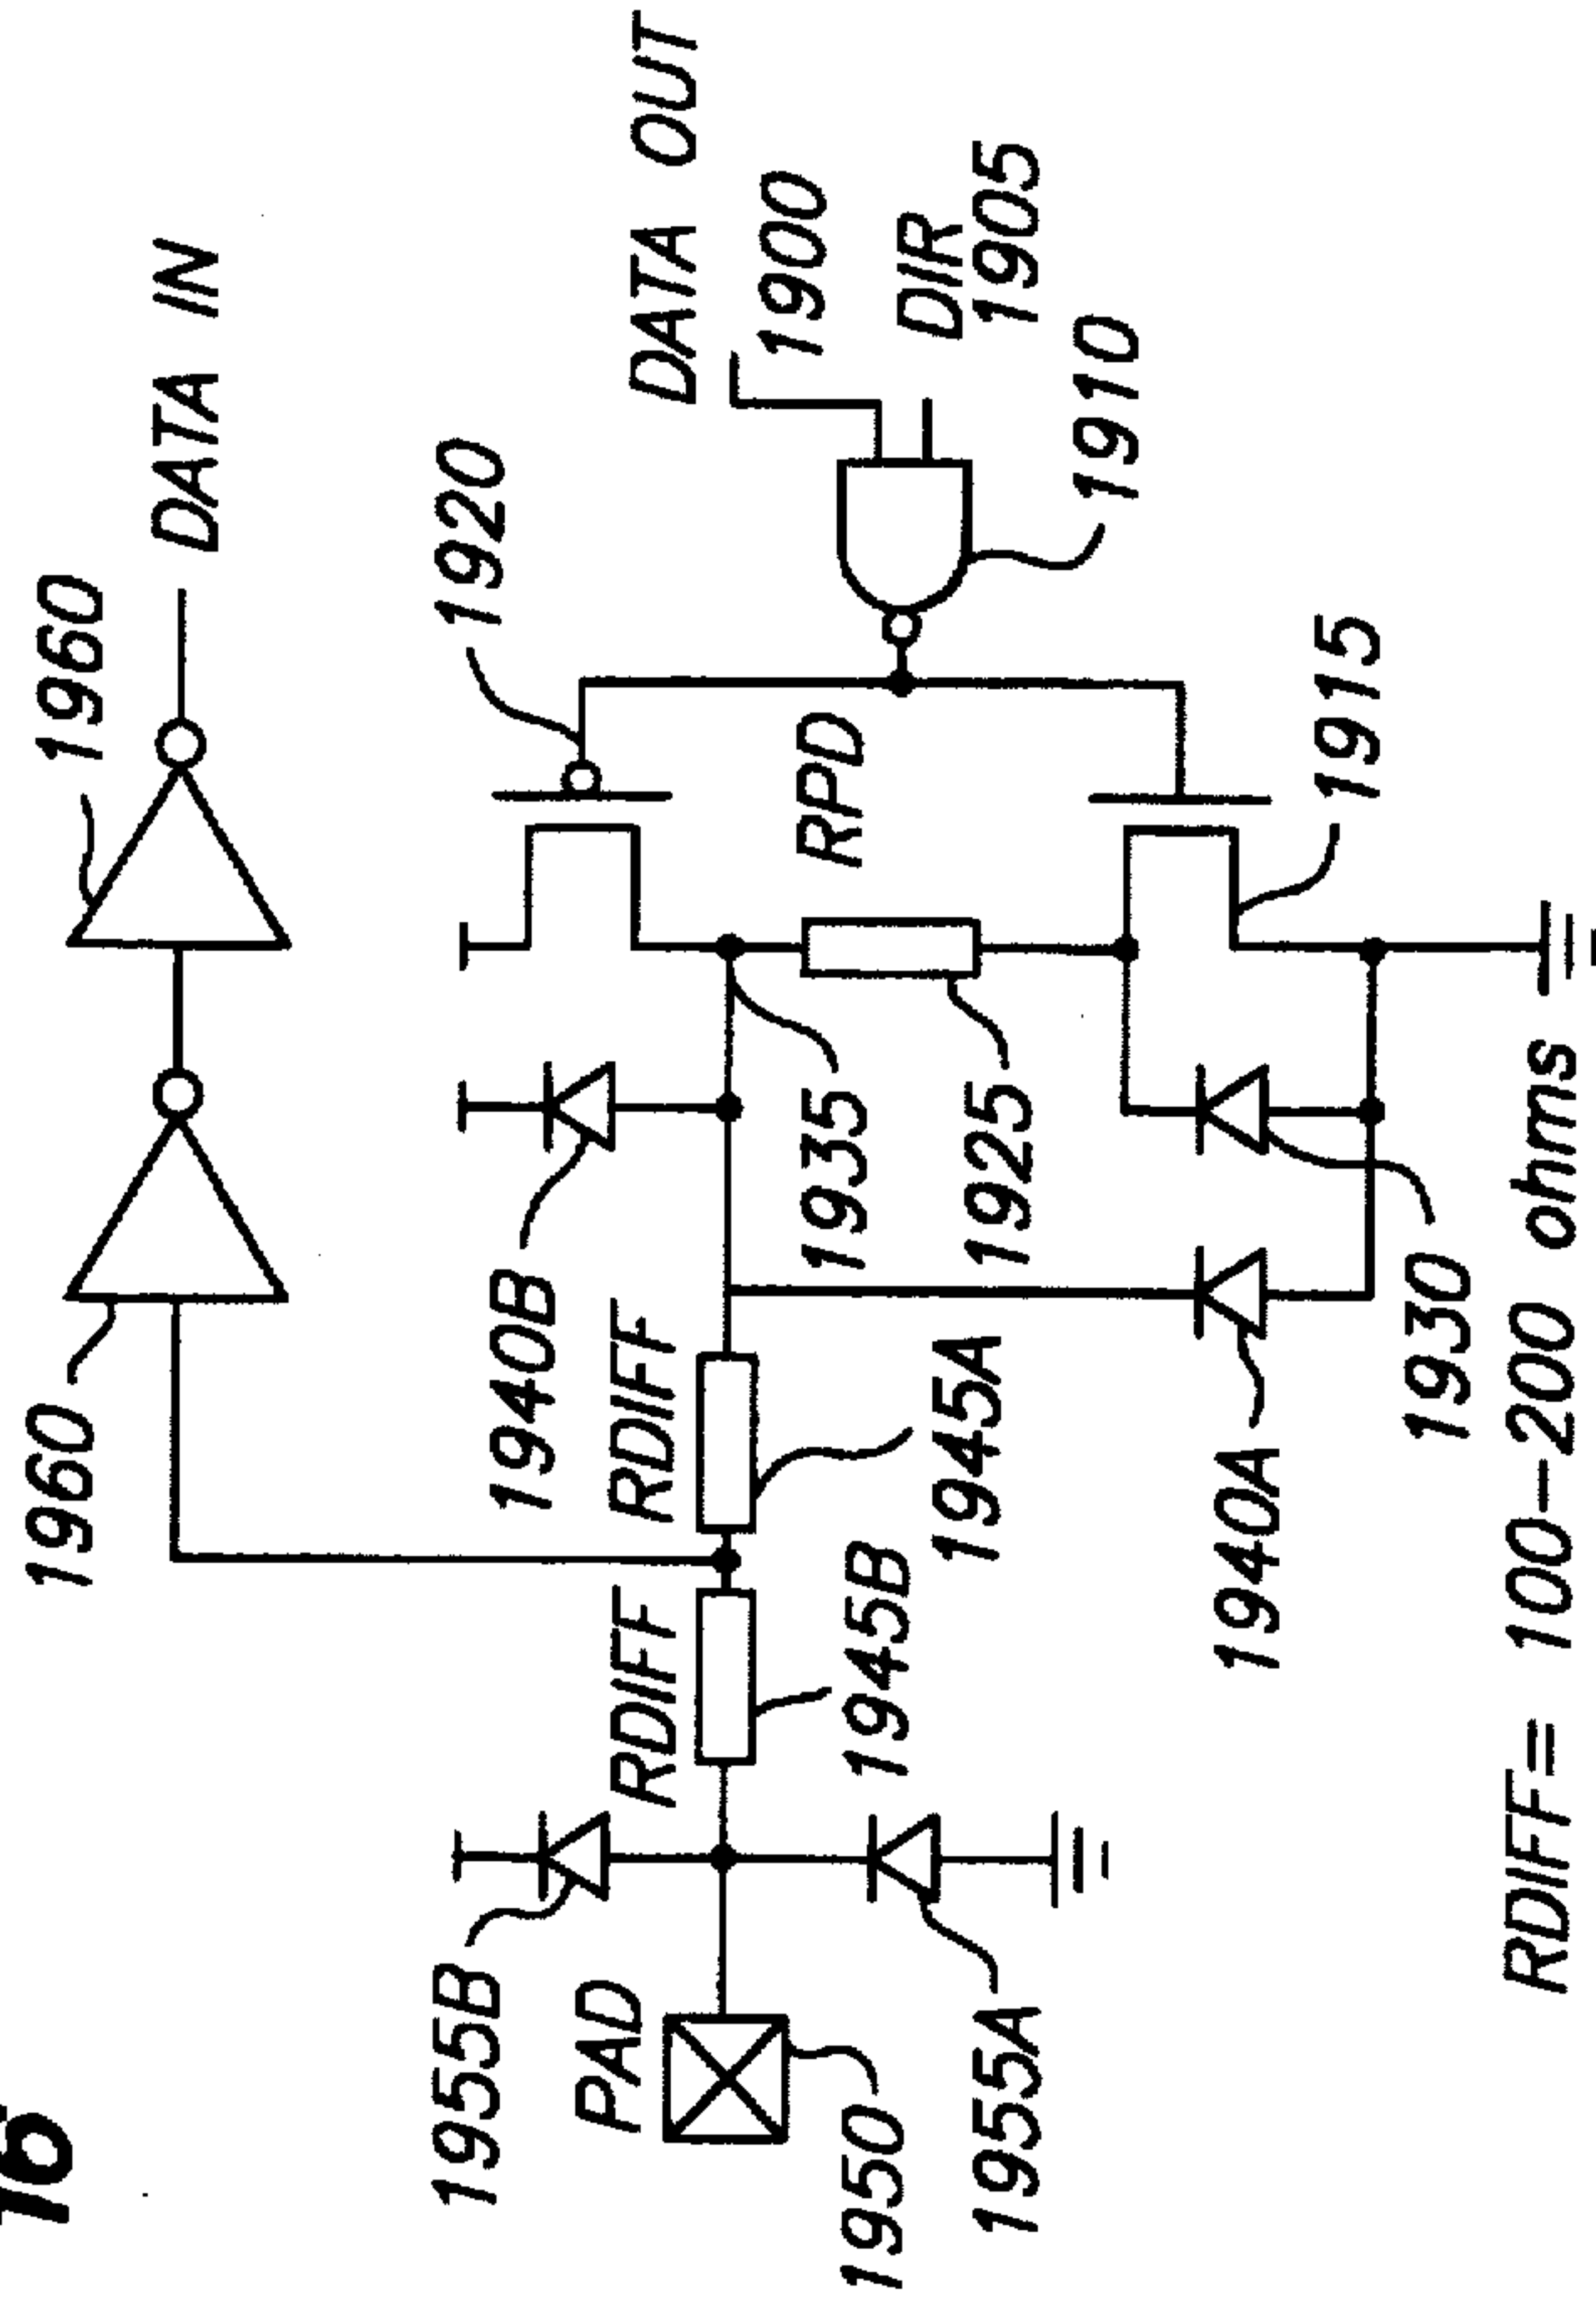 16
1960
1960
DATA IN
1955B
1920
1940B
PAD
RDIFF
RDIFF
DATA OUT
1900
RPD
1935
1950
1945B
DIR
1905
1945A
1925
1955A
1910
1940A
1915
1930
RDIFF= 100-200 ohms